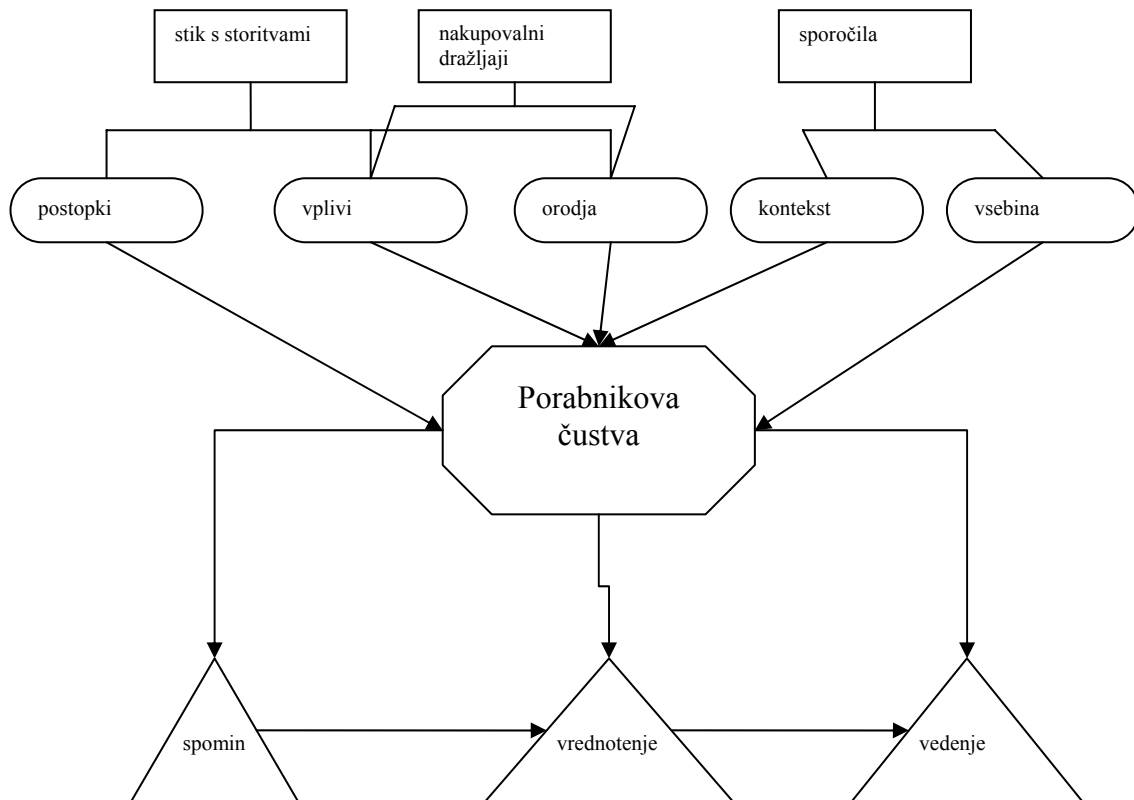 stik s storitvami
nakupovalni
dražljaji
sporočila
postopki
vplivi
orodja
kontekst
vsebina
Porabnikova
čustva
spomin
vrednotenje
vedenje